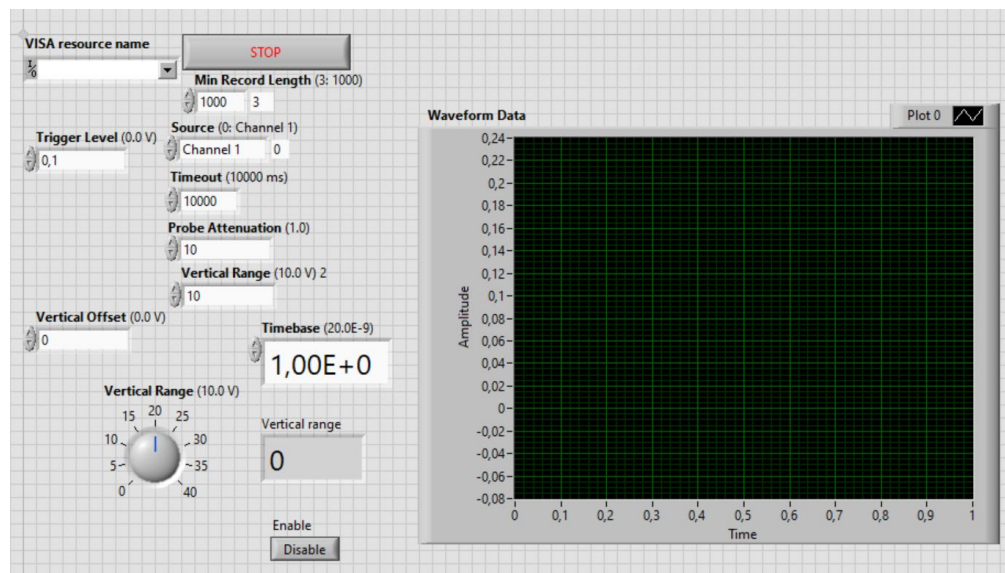 VISA resource name
I/O
STOP
Min Record Length (3: 1000)
1000 3
Source (0: Channel 1)
Channel 1 0
Trigger Level (0.0 V)
0,1
Timeout (10000 ms)
10000
Probe Attenuation (1.0)
10
Vertical Range (10.0 V) 2
10
Vertical Offset (0.0 V)
0
Timebase (20.0E-9)
1,00E+0
Vertical Range (10.0 V)
0 5 10 15 20 25 30 35 40
Vertical range
0
Enable
Disable
Waveform Data
Plot 0
Amplitude
0,24
0,22
0,2
0,18
0,16
0,14
0,12
0,1
0,08
0,06
0,04
0,02
0
-0,02
-0,04
-0,06
-0,08
0 0,1 0,2 0,3 0,4 0,5 0,6 0,7 0,8 0,9 1
Time